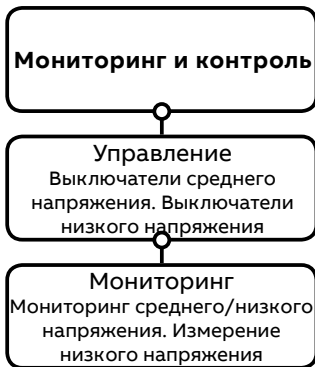 Мониторинг и контроль
Управление
Выключатели среднего
напряжения. Выключатели
низкого напряжения
Мониторинг
Мониторинг среднего/низкого
напряжения. Измерение
низкого напряжения